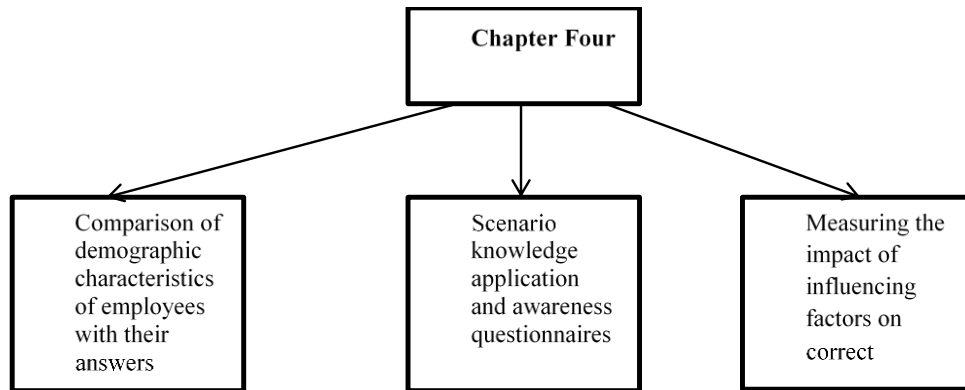 Chapter Four
Comparison of
demographic
characteristics
of employees
with their
answers
Scenario
knowledge
application
and awareness
questionnaires
Measuring the
impact of
influencing
factors on
correct